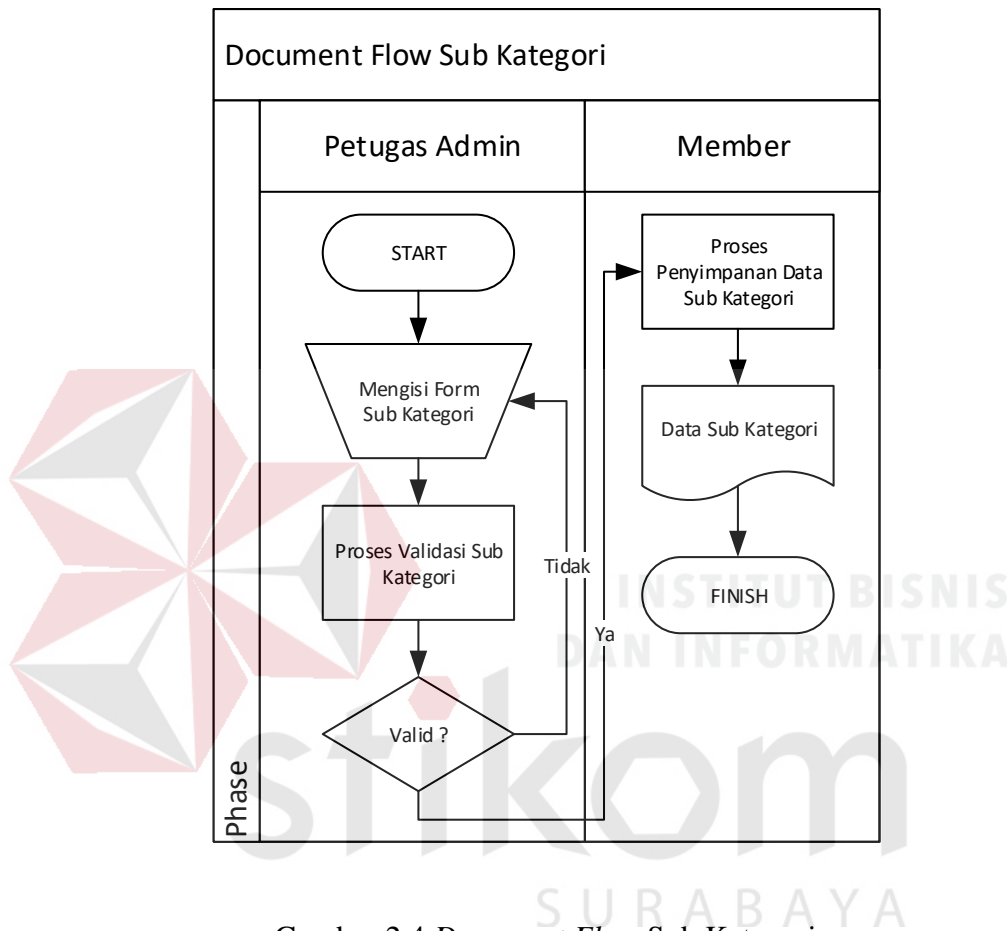 Document Flow Sub Kategori
Petugas Admin
Member
Phase
START
Mengisi Form
Sub Kategori
Proses Validasi Sub
Kategori
Valid ?
Tidak
Ya
Proses
Penyimpanan Data
Sub Kategori
Data Sub Kategori
FINISH
INSTITUT BISNIS
DAN INFORMATIKA
stikom
SURABAYA